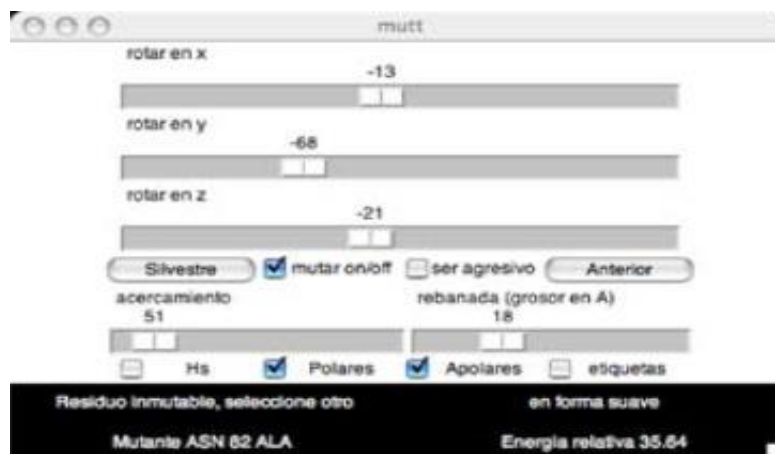 mutt
rotar en x
-13
rotar en y
-68
rotar en z
-21
Silvestre mutar on/off ser agresivo Anterior
acercamiento rebanada (grosor en A)
51 18
Hs Polares Apolares etiquetas
Residuo Inmutable, seleccione otro en forma suave
Mutante ASN 82 ALA Energía relativa 35.64